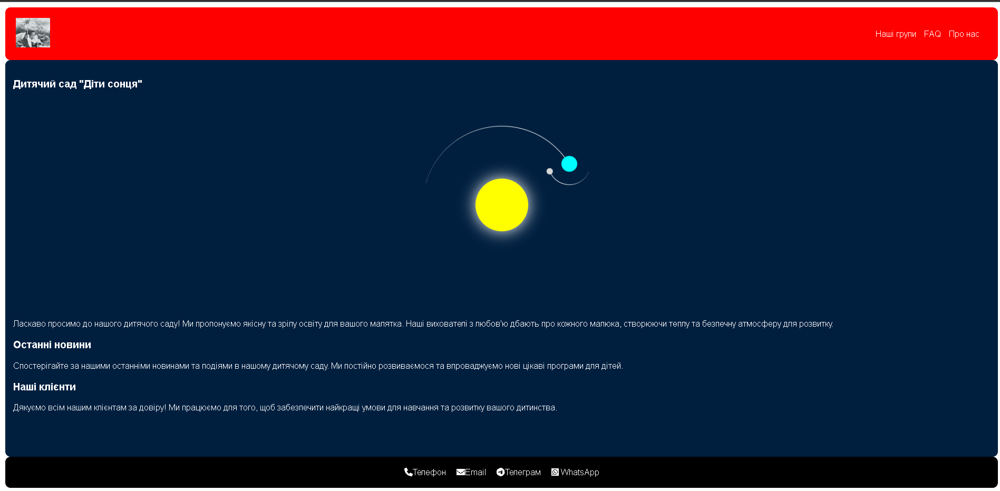 Наші групи FAQ Про нас
Дитячий сад "Діти сонця"
Ласкаво просимо до нашого дитячого саду! Ми пропонуємо якісну та зрілу освіту для вашого малятка. Наші вихователі з любов'ю дбають про кожного малюка, створюючи теплу та безпечну атмосферу для розвитку.
Останні новини
Спостерігайте за нашими останніми новинами та подіями в нашому дитячому саду. Ми постійно розвиваємося та впроваджуємо нові цікаві програми для дітей.
Наші клієнти
Дякуємо всім нашим клієнтам за довіру! Ми працюємо для того, щоб забезпечити найкращі умови для навчання та розвитку вашого дитинства.
Телефон Email Телеграм WhatsApp